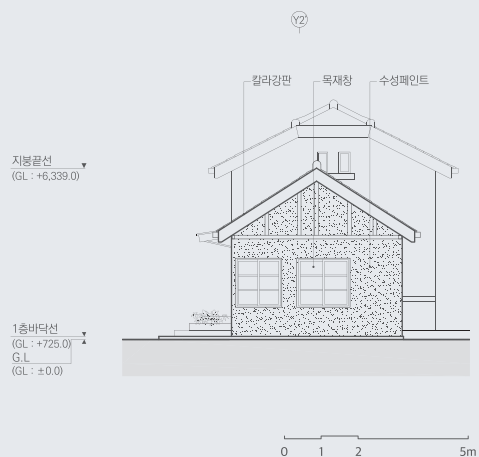 Y2'
칼라강판 목재창 수성페인트
지붕끝선
(GL : +6,339.0)
1층바닥선
(GL : +725.0)
G.L
(GL : ±0.0)
0 1 2 5m